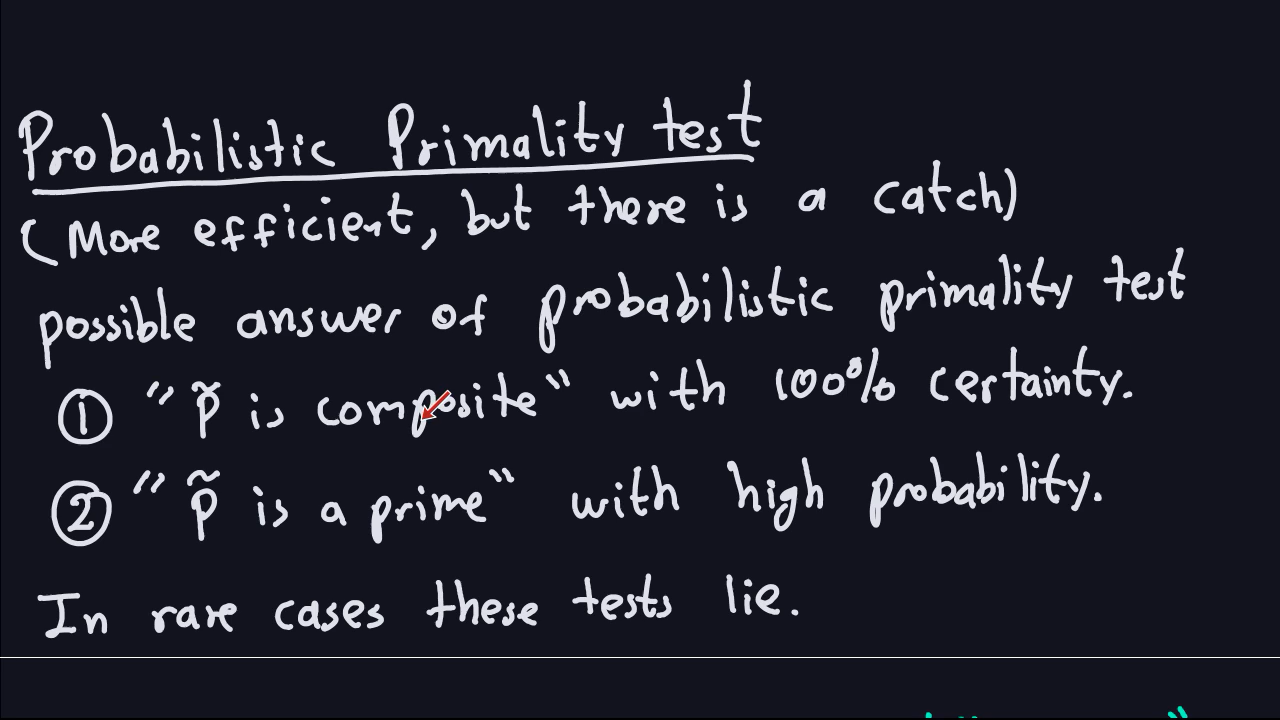 Probabilistic Primality test
(More efficient, but there is a catch)
possible answer of probabilistic primality test
① "p̃ is composite" with 100% certainty.
② "p̃ is a prime" with high probability.
In rare cases these tests lie.